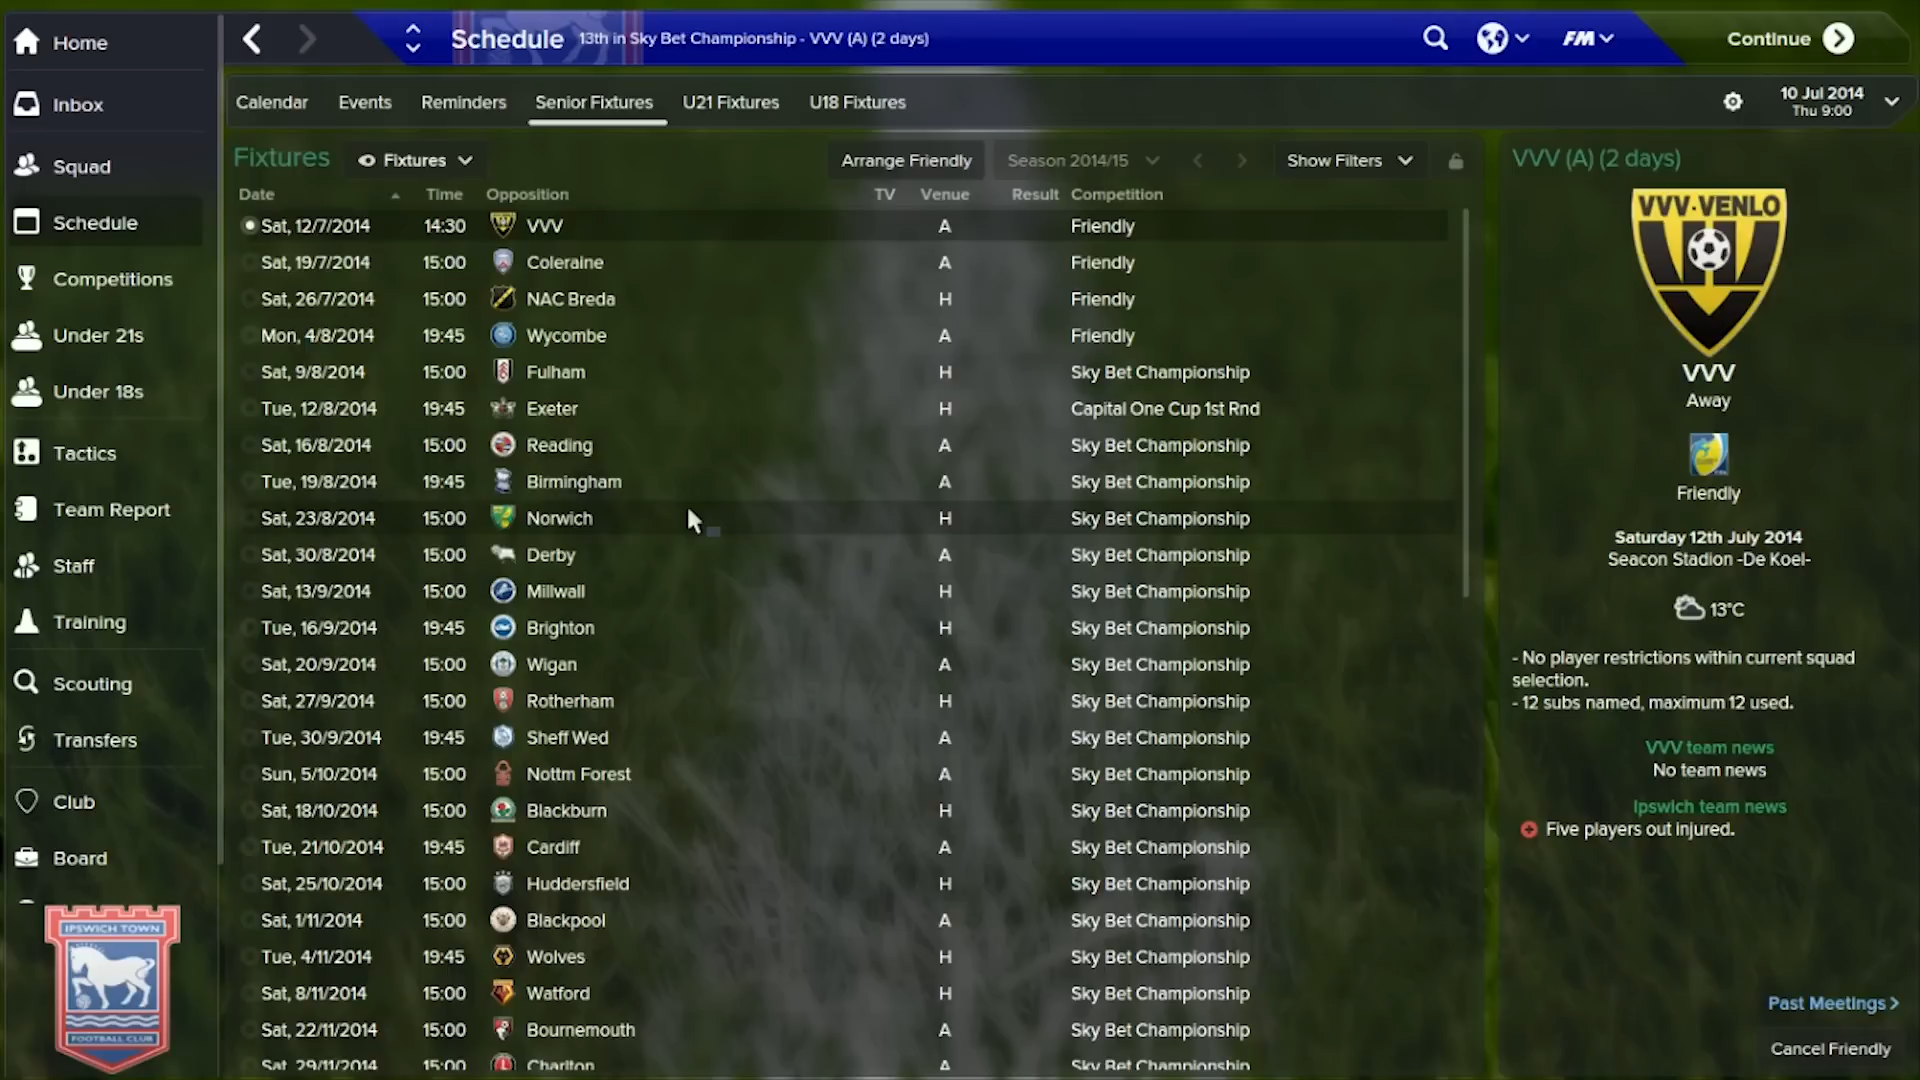 Home
Inbox
Squad
Schedule
Competitions
Under 21s
Under 18s
Tactics
Team Report
Staff
Training
Scouting
Transfers
Club
Board
IPSWICH TOWN
FOOTBALL CLUB
Schedule 13th in Sky Bet Championship - VVV (A) (2 days)
FM
Continue
Calendar Events Reminders Senior Fixtures U21 Fixtures U18 Fixtures
10 Jul 2014
Thu 9:00
Fixtures Fixtures Arrange Friendly Season 2014/15 Show Filters
Date Time Opposition TV Venue Result Competition
Sat, 12/7/2014 14:30 VVV A Friendly
Sat, 19/7/2014 15:00 Coleraine A Friendly
Sat, 26/7/2014 15:00 NAC Breda H Friendly
Mon, 4/8/2014 19:45 Wycombe A Friendly
Sat, 9/8/2014 15:00 Fulham H Sky Bet Championship
Tue, 12/8/2014 19:45 Exeter H Capital One Cup 1st Rnd
Sat, 16/8/2014 15:00 Reading A Sky Bet Championship
Tue, 19/8/2014 19:45 Birmingham A Sky Bet Championship
Sat, 23/8/2014 15:00 Norwich H Sky Bet Championship
Sat, 30/8/2014 15:00 Derby A Sky Bet Championship
Sat, 13/9/2014 15:00 Millwall H Sky Bet Championship
Tue, 16/9/2014 19:45 Brighton H Sky Bet Championship
Sat, 20/9/2014 15:00 Wigan A Sky Bet Championship
Sat, 27/9/2014 15:00 Rotherham H Sky Bet Championship
Tue, 30/9/2014 19:45 Sheff Wed A Sky Bet Championship
Sun, 5/10/2014 15:00 Nottm Forest A Sky Bet Championship
Sat, 18/10/2014 15:00 Blackburn H Sky Bet Championship
Tue, 21/10/2014 19:45 Cardiff A Sky Bet Championship
Sat, 25/10/2014 15:00 Huddersfield H Sky Bet Championship
Sat, 1/11/2014 15:00 Blackpool A Sky Bet Championship
Tue, 4/11/2014 19:45 Wolves H Sky Bet Championship
Sat, 8/11/2014 15:00 Watford H Sky Bet Championship
Sat, 22/11/2014 15:00 Bournemouth A Sky Bet Championship
Sat, 29/11/2014 15:00 Charlton A Sky Bet Championship
VVV (A) (2 days)
VVV-VENLO
VVV
Away
Friendly
Saturday 12th July 2014
Seacon Stadion -De Koel-
13°C
- No player restrictions within current squad
selection.
- 12 subs named, maximum 12 used.
VVV team news
No team news
Ipswich team news
Five players out injured.
Past Meetings >
Cancel Friendly